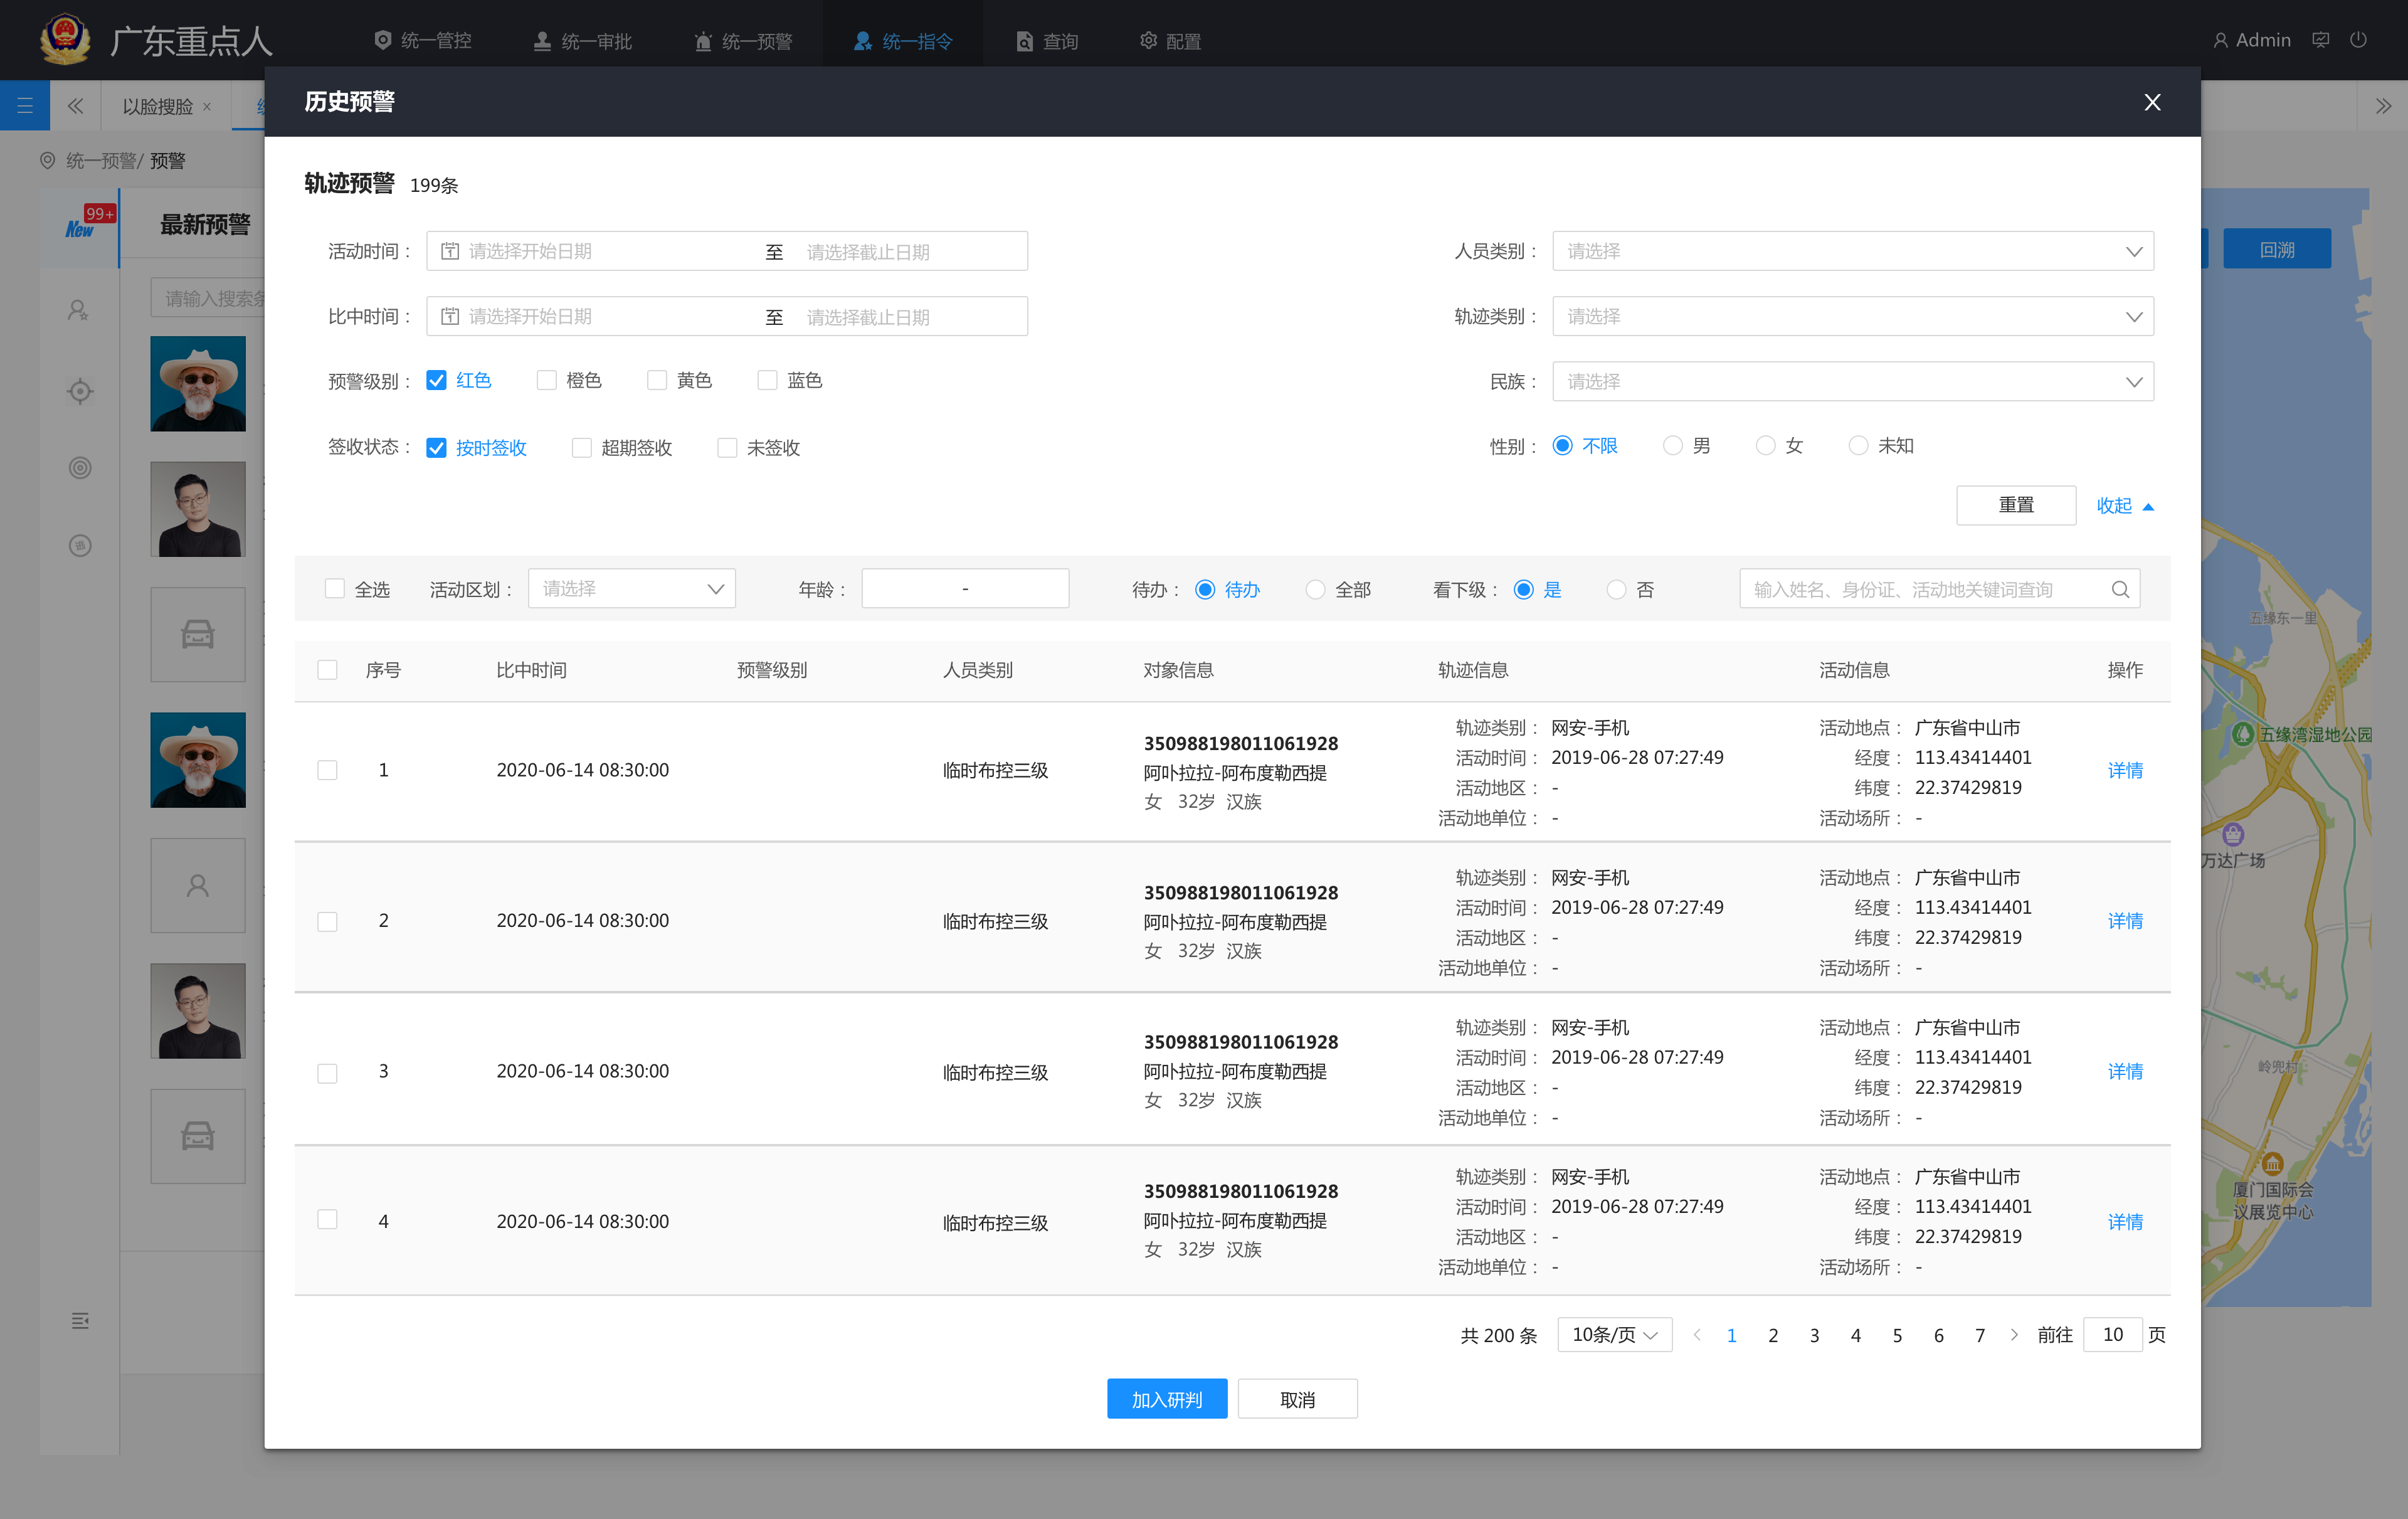 广东重点人
统一管控
统一审批
统一预警
统一指令
查询
配置
Admin
以脸搜脸
统一预警/ 预警
历史预警
99+
New
最新预警
请输入搜索
回溯
轨迹预警 199条
活动时间： 请选择开始日期 至 请选择截止日期
人员类别： 请选择
比中时间： 请选择开始日期 至 请选择截止日期
轨迹类别： 请选择
预警级别： 红色 橙色 黄色 蓝色
民族： 请选择
签收状态： 按时签收 超期签收 未签收
性别： 不限 男 女 未知
重置 收起
全选 活动区划： 请选择 年龄： - 待办： 待办 全部 看下级： 是 否 输入姓名、身份证、活动地关键词查询
序号 比中时间 预警级别 人员类别 对象信息 轨迹信息 活动信息 操作
1 2020-06-14 08:30:00 临时布控三级
350988198011061928
阿卟拉拉-阿布度勒西提
女 32岁 汉族
轨迹类别： 网安-手机
活动时间： 2019-06-28 07:27:49
活动地区： -
活动地单位： -
活动地点： 广东省中山市
经度： 113.43414401
纬度： 22.37429819
活动场所： -
详情
2 2020-06-14 08:30:00 临时布控三级
350988198011061928
阿卟拉拉-阿布度勒西提
女 32岁 汉族
轨迹类别： 网安-手机
活动时间： 2019-06-28 07:27:49
活动地区： -
活动地单位： -
活动地点： 广东省中山市
经度： 113.43414401
纬度： 22.37429819
活动场所： -
详情
3 2020-06-14 08:30:00 临时布控三级
350988198011061928
阿卟拉拉-阿布度勒西提
女 32岁 汉族
轨迹类别： 网安-手机
活动时间： 2019-06-28 07:27:49
活动地区： -
活动地单位： -
活动地点： 广东省中山市
经度： 113.43414401
纬度： 22.37429819
活动场所： -
详情
4 2020-06-14 08:30:00 临时布控三级
350988198011061928
阿卟拉拉-阿布度勒西提
女 32岁 汉族
轨迹类别： 网安-手机
活动时间： 2019-06-28 07:27:49
活动地区： -
活动地单位： -
活动地点： 广东省中山市
经度： 113.43414401
纬度： 22.37429819
活动场所： -
详情
共 200 条 10条/页 1 2 3 4 5 6 7 前往 10 页
加入研判 取消
五缘东一里
五缘湾湿地公园
万达广场
岭兜村
厦门国际会
议展览中心